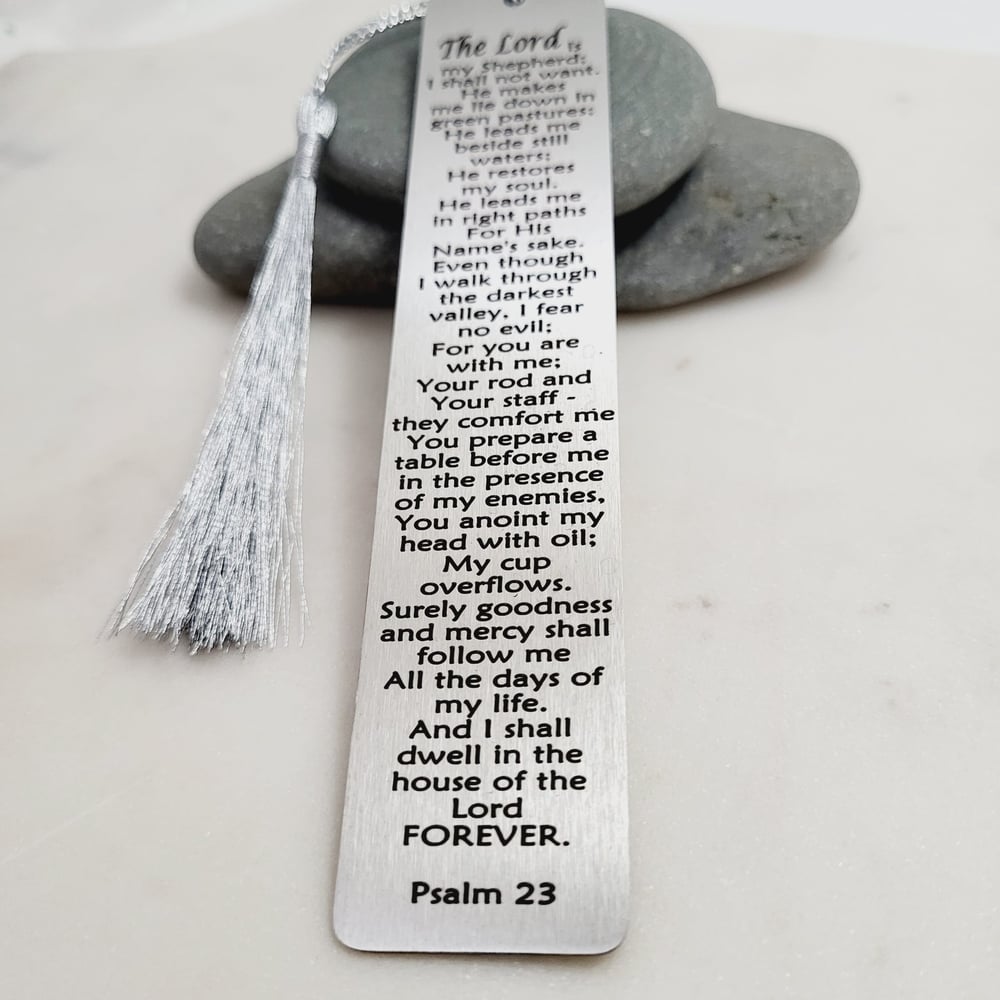 The Lord is
my Shepherd;
I shall not want.
He makes
me lie down in
green pastures:
He leads me
beside still
waters;
He restores
my soul.
He leads me
in right paths
For His
Name's sake.
Even though
I walk through
the darkest
valley, I fear
no evil;
For you are
with me;
Your rod and
Your staff -
they comfort me
You prepare a
table before me
in the presence
of my enemies,
You anoint my
head with oil;
My cup
overflows.
Surely goodness
and mercy shall
follow me
All the days of
my life.
And I shall
dwell in the
house of the
Lord
FOREVER.
Psalm 23